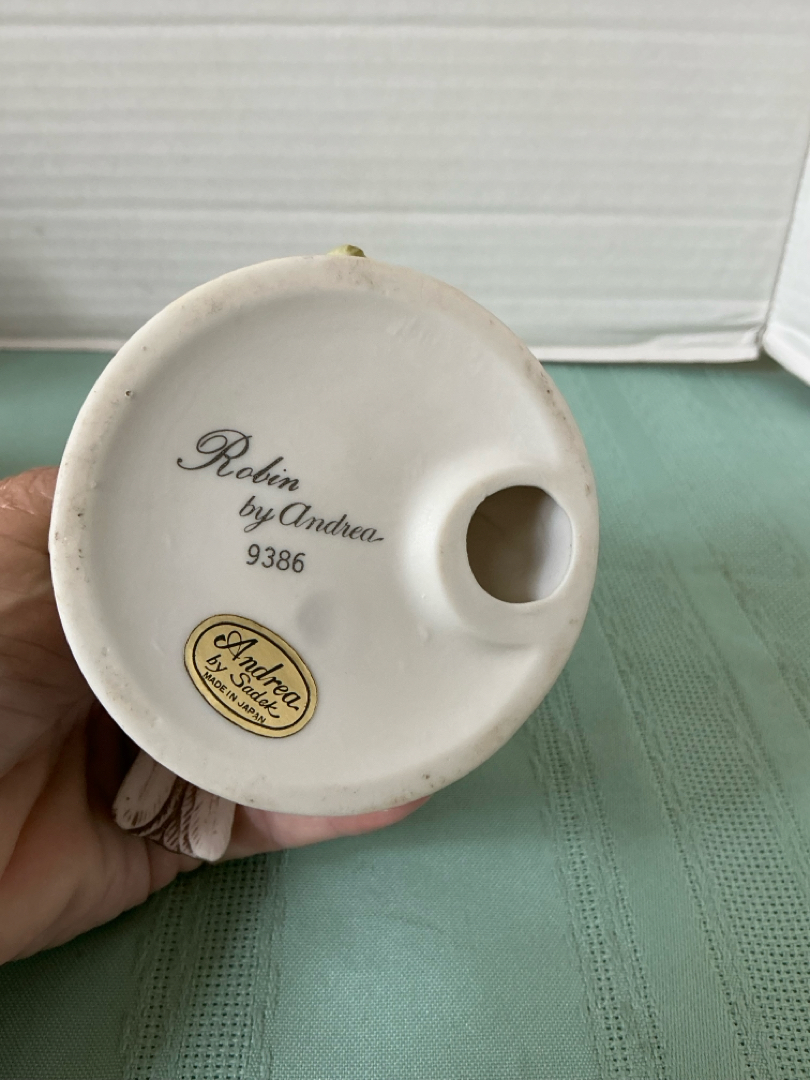 Robin
by Andrea
9386
Andrea
by Sadek
MADE IN JAPAN